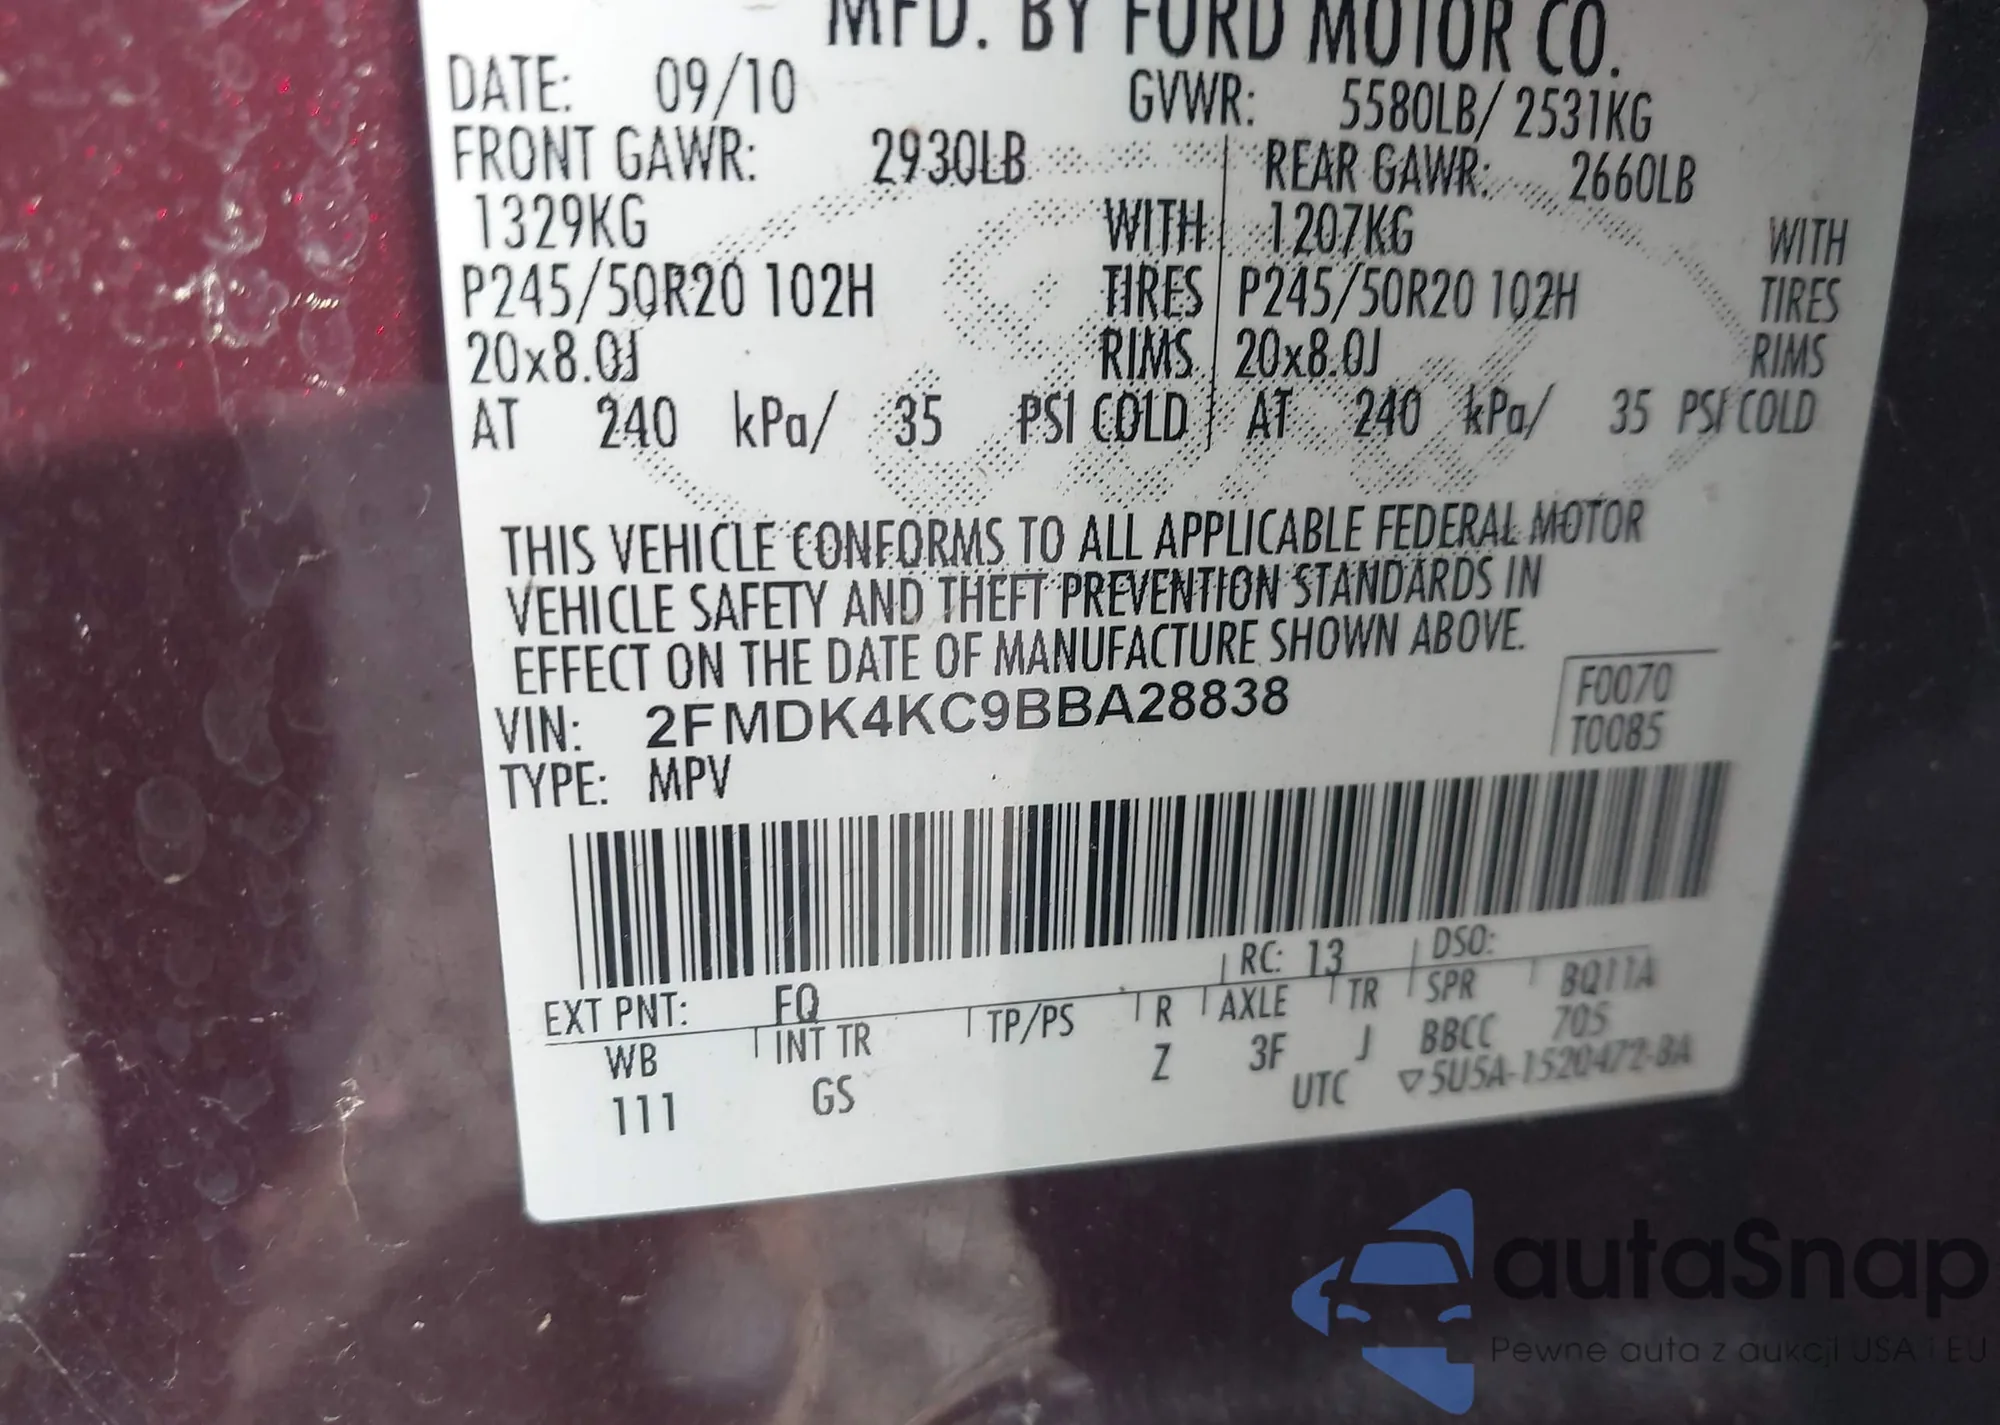 MFD. BY FORD MOTOR CO.
DATE: 09/10 GVWR: 5580LB/ 2531KG
FRONT GAWR: 2930LB REAR GAWR: 2660LB
1329KG WITH 1207KG WITH
P245/50R20 102H TIRES P245/50R20 102H TIRES
20x8.0J RIMS 20x8.0J RIMS
AT 240 kPa/ 35 PSI COLD AT 240 kPa/ 35 PSI COLD
THIS VEHICLE CONFORMS TO ALL APPLICABLE FEDERAL MOTOR
VEHICLE SAFETY AND THEFT PREVENTION STANDARDS IN
EFFECT ON THE DATE OF MANUFACTURE SHOWN ABOVE.
VIN: 2FMDK4KC9BBA28838
F0070
T0085
TYPE: MPV
RC: 13 DSO:
EXT PNT: FQ
WB INT TR TP/PS R AXLE TR SPR BQ11A
111 GS Z 3F J BBCC 705
UTC ▽5U5A-1520472-BA
autaSnap
Pewne auta z aukcji USA i EU